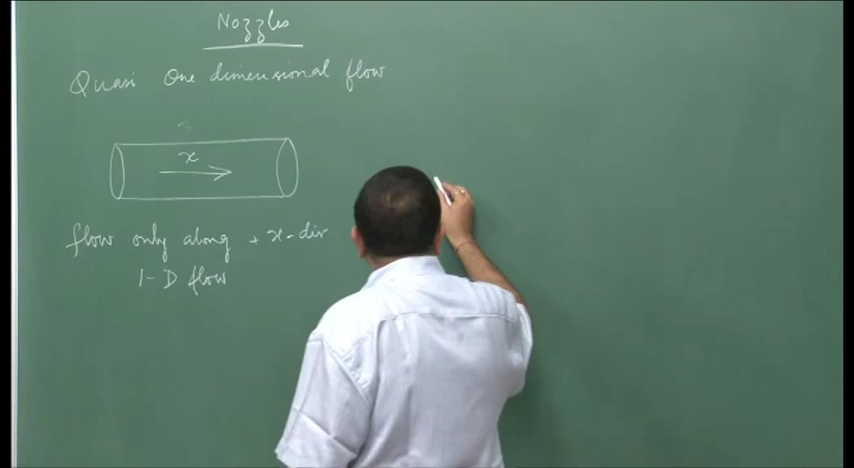 Nozzles
Quasi One dimensional flow
x
flow only along + x-dir
1-D flow